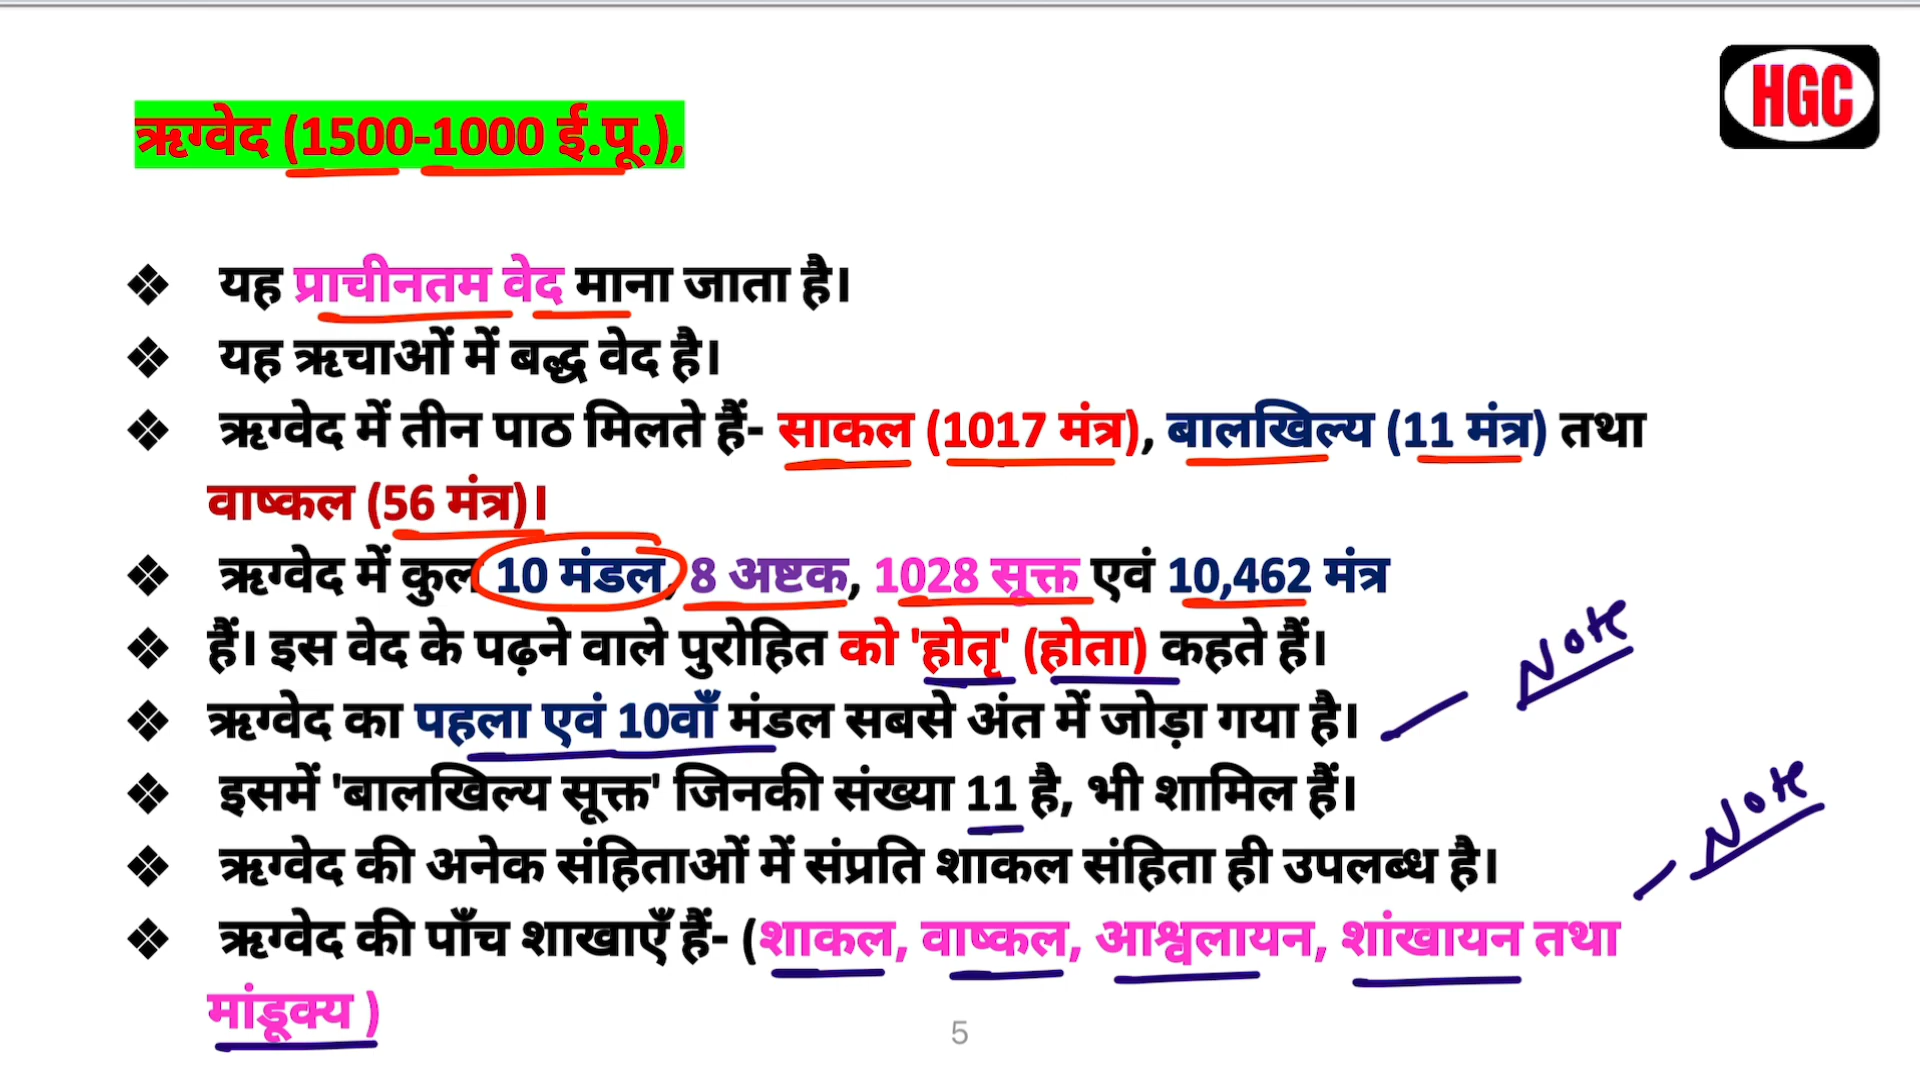 HGC
ऋग्वेद (1500-1000 ई.पू.),
❖ यह प्राचीनतम वेद माना जाता है।
❖ यह ऋचाओं में बद्ध वेद है।
❖ ऋग्वेद में तीन पाठ मिलते हैं- साकल (1017 मंत्र), बालखिल्य (11 मंत्र) तथा
वाष्कल (56 मंत्र)।
❖ ऋग्वेद में कुल 10 मंडल, 8 अष्टक, 1028 सूक्त एवं 10,462 मंत्र
❖ हैं। इस वेद के पढ़ने वाले पुरोहित को 'होतृ' (होता) कहते हैं।
Note
❖ ऋग्वेद का पहला एवं 10वाँ मंडल सबसे अंत में जोड़ा गया है।
❖ इसमें 'बालखिल्य सूक्त' जिनकी संख्या 11 है, भी शामिल हैं।
Note
❖ ऋग्वेद की अनेक संहिताओं में संप्रति शाकल संहिता ही उपलब्ध है।
❖ ऋग्वेद की पाँच शाखाएँ हैं- (शाकल, वाष्कल, आश्वलायन, शांखायन तथा
मांडूक्य )
5